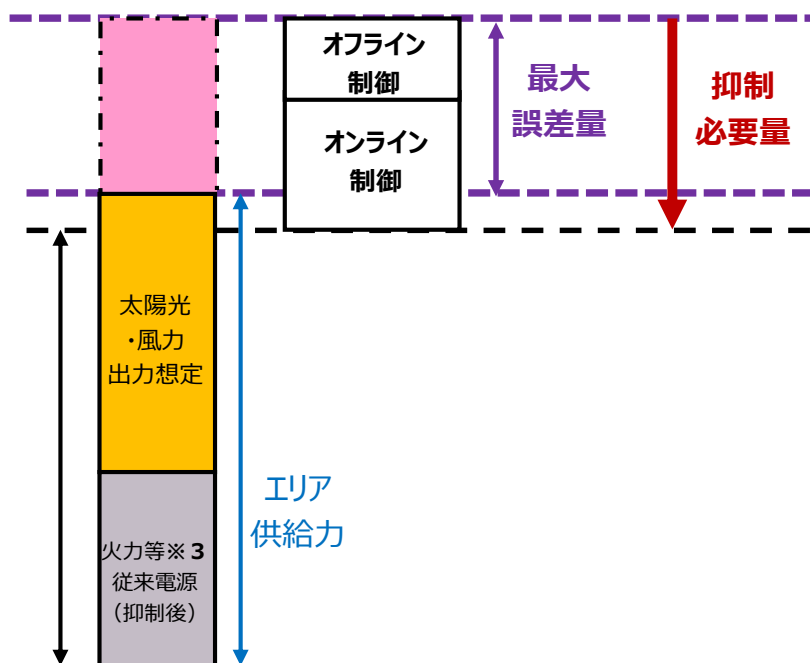 オフライン
制御
オンライン
制御
最大
誤差量
抑制
必要量
太陽光
・風力
出力想定
エリア
供給力
火力等※３
従来電源
（抑制後）